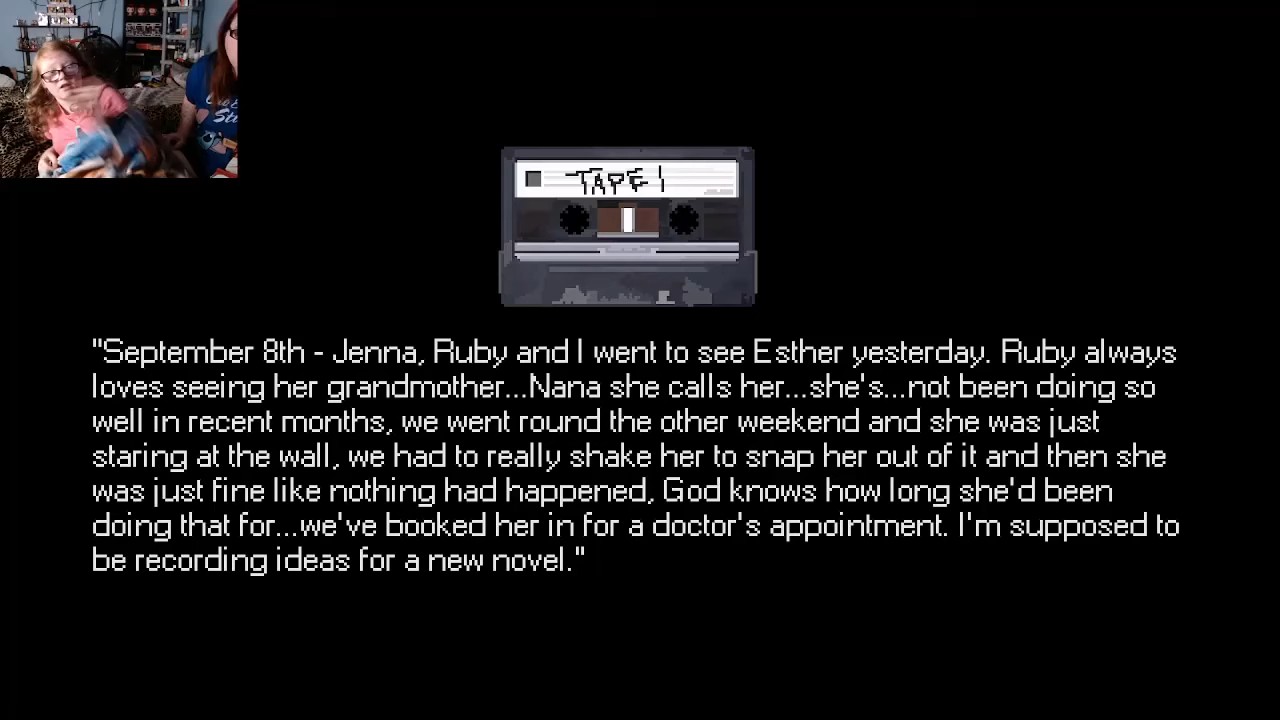 TAPE 1
"September 8th - Jenna, Ruby and I went to see Esther yesterday. Ruby always
loves seeing her grandmother...Nana she calls her...she's...not been doing so
well in recent months, we went round the other weekend and she was just
staring at the wall, we had to really shake her to snap her out of it and then she
was just fine like nothing had happened, God knows how long she'd been
doing that for...we've booked her in for a doctor's appointment. I'm supposed to
be recording ideas for a new novel."